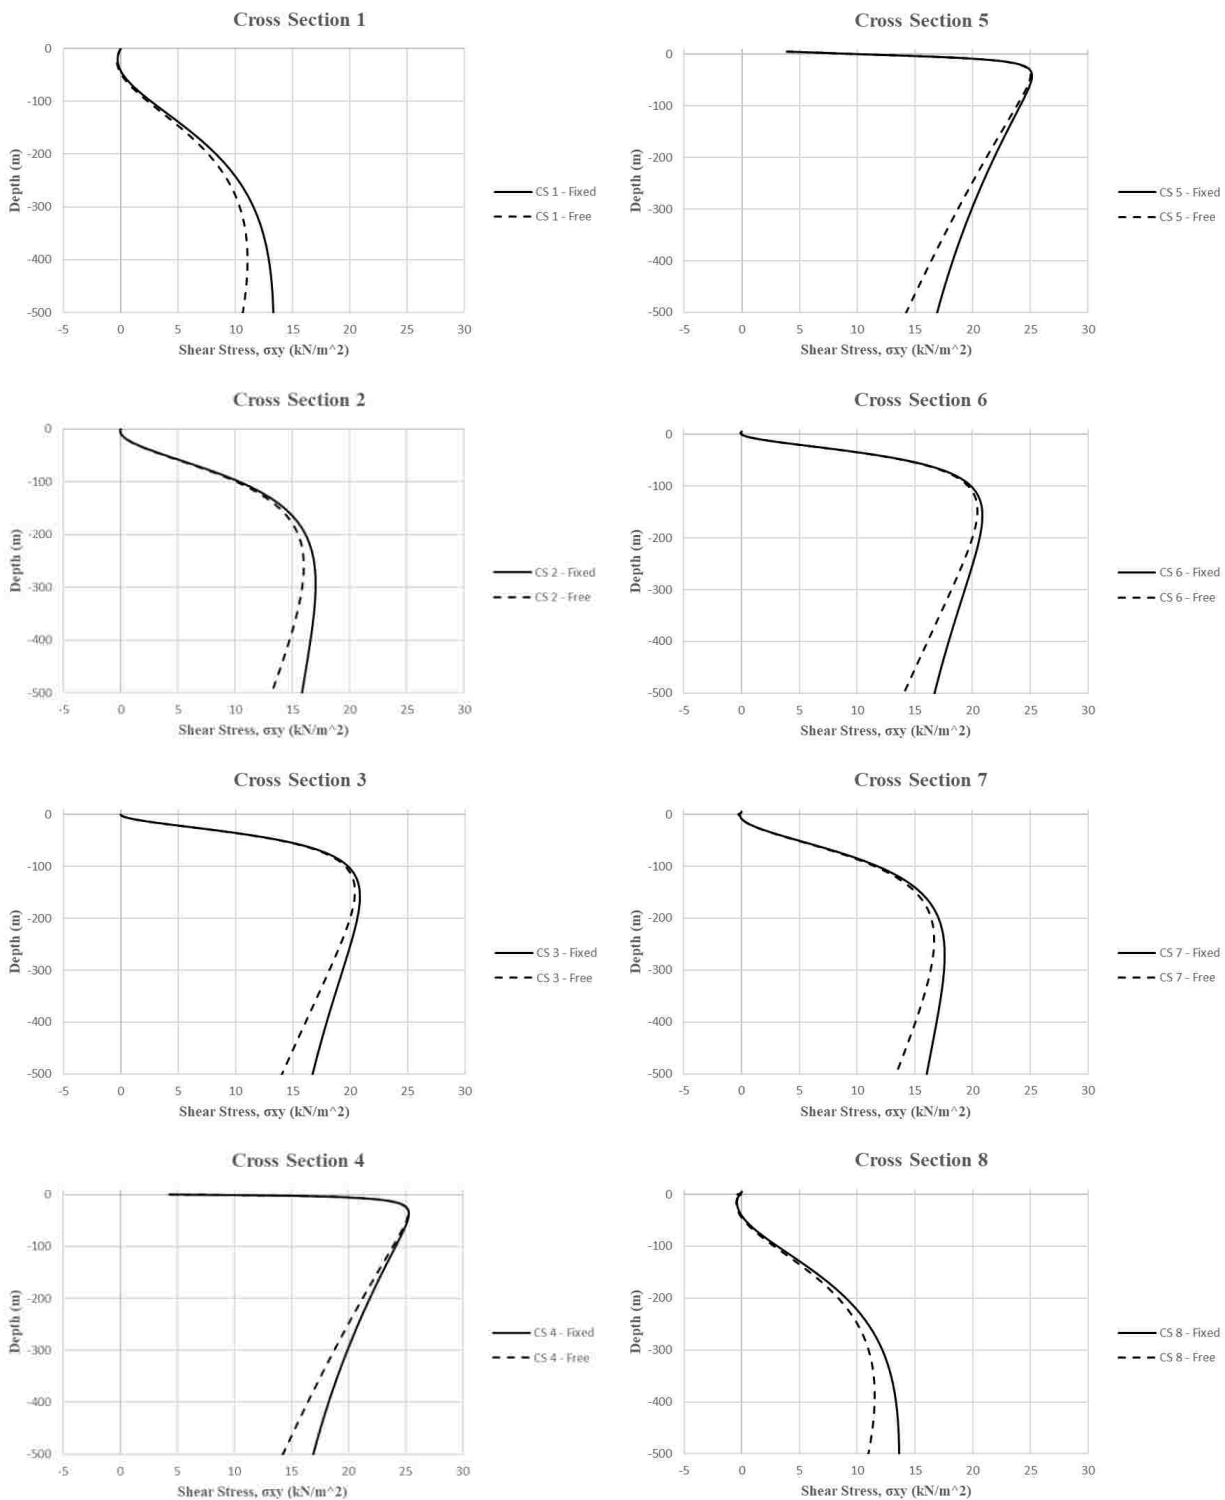 Cross Section 1
0
-100
-200
-300
-400
-500
-5 0 5 10 15 20 25 30
Depth (m)
Shear Stress, σxy (kN/m^2)
CS 1 - Fixed
CS 1 - Free
Cross Section 5
0
-100
-200
-300
-400
-500
-5 0 5 10 15 20 25 30
Depth (m)
Shear Stress, σxy (kN/m^2)
CS 5 - Fixed
CS 5 - Free
Cross Section 2
0
-100
-200
-300
-400
-500
-5 0 5 10 15 20 25 30
Depth (m)
Shear Stress, σxy (kN/m^2)
CS 2 - Fixed
CS 2 - Free
Cross Section 6
0
-100
-200
-300
-400
-500
-5 0 5 10 15 20 25 30
Depth (m)
Shear Stress, σxy (kN/m^2)
CS 6 - Fixed
CS 6 - Free
Cross Section 3
0
-100
-200
-300
-400
-500
-5 0 5 10 15 20 25 30
Depth (m)
Shear Stress, σxy (kN/m^2)
CS 3 - Fixed
CS 3 - Free
Cross Section 7
0
-100
-200
-300
-400
-500
-5 0 5 10 15 20 25 30
Depth (m)
Shear Stress, σxy (kN/m^2)
CS 7 - Fixed
CS 7 - Free
Cross Section 4
0
-100
-200
-300
-400
-500
-5 0 5 10 15 20 25 30
Depth (m)
Shear Stress, σxy (kN/m^2)
CS 4 - Fixed
CS 4 - Free
Cross Section 8
0
-100
-200
-300
-400
-500
-5 0 5 10 15 20 25 30
Depth (m)
Shear Stress, σxy (kN/m^2)
CS 8 - Fixed
CS 8 - Free